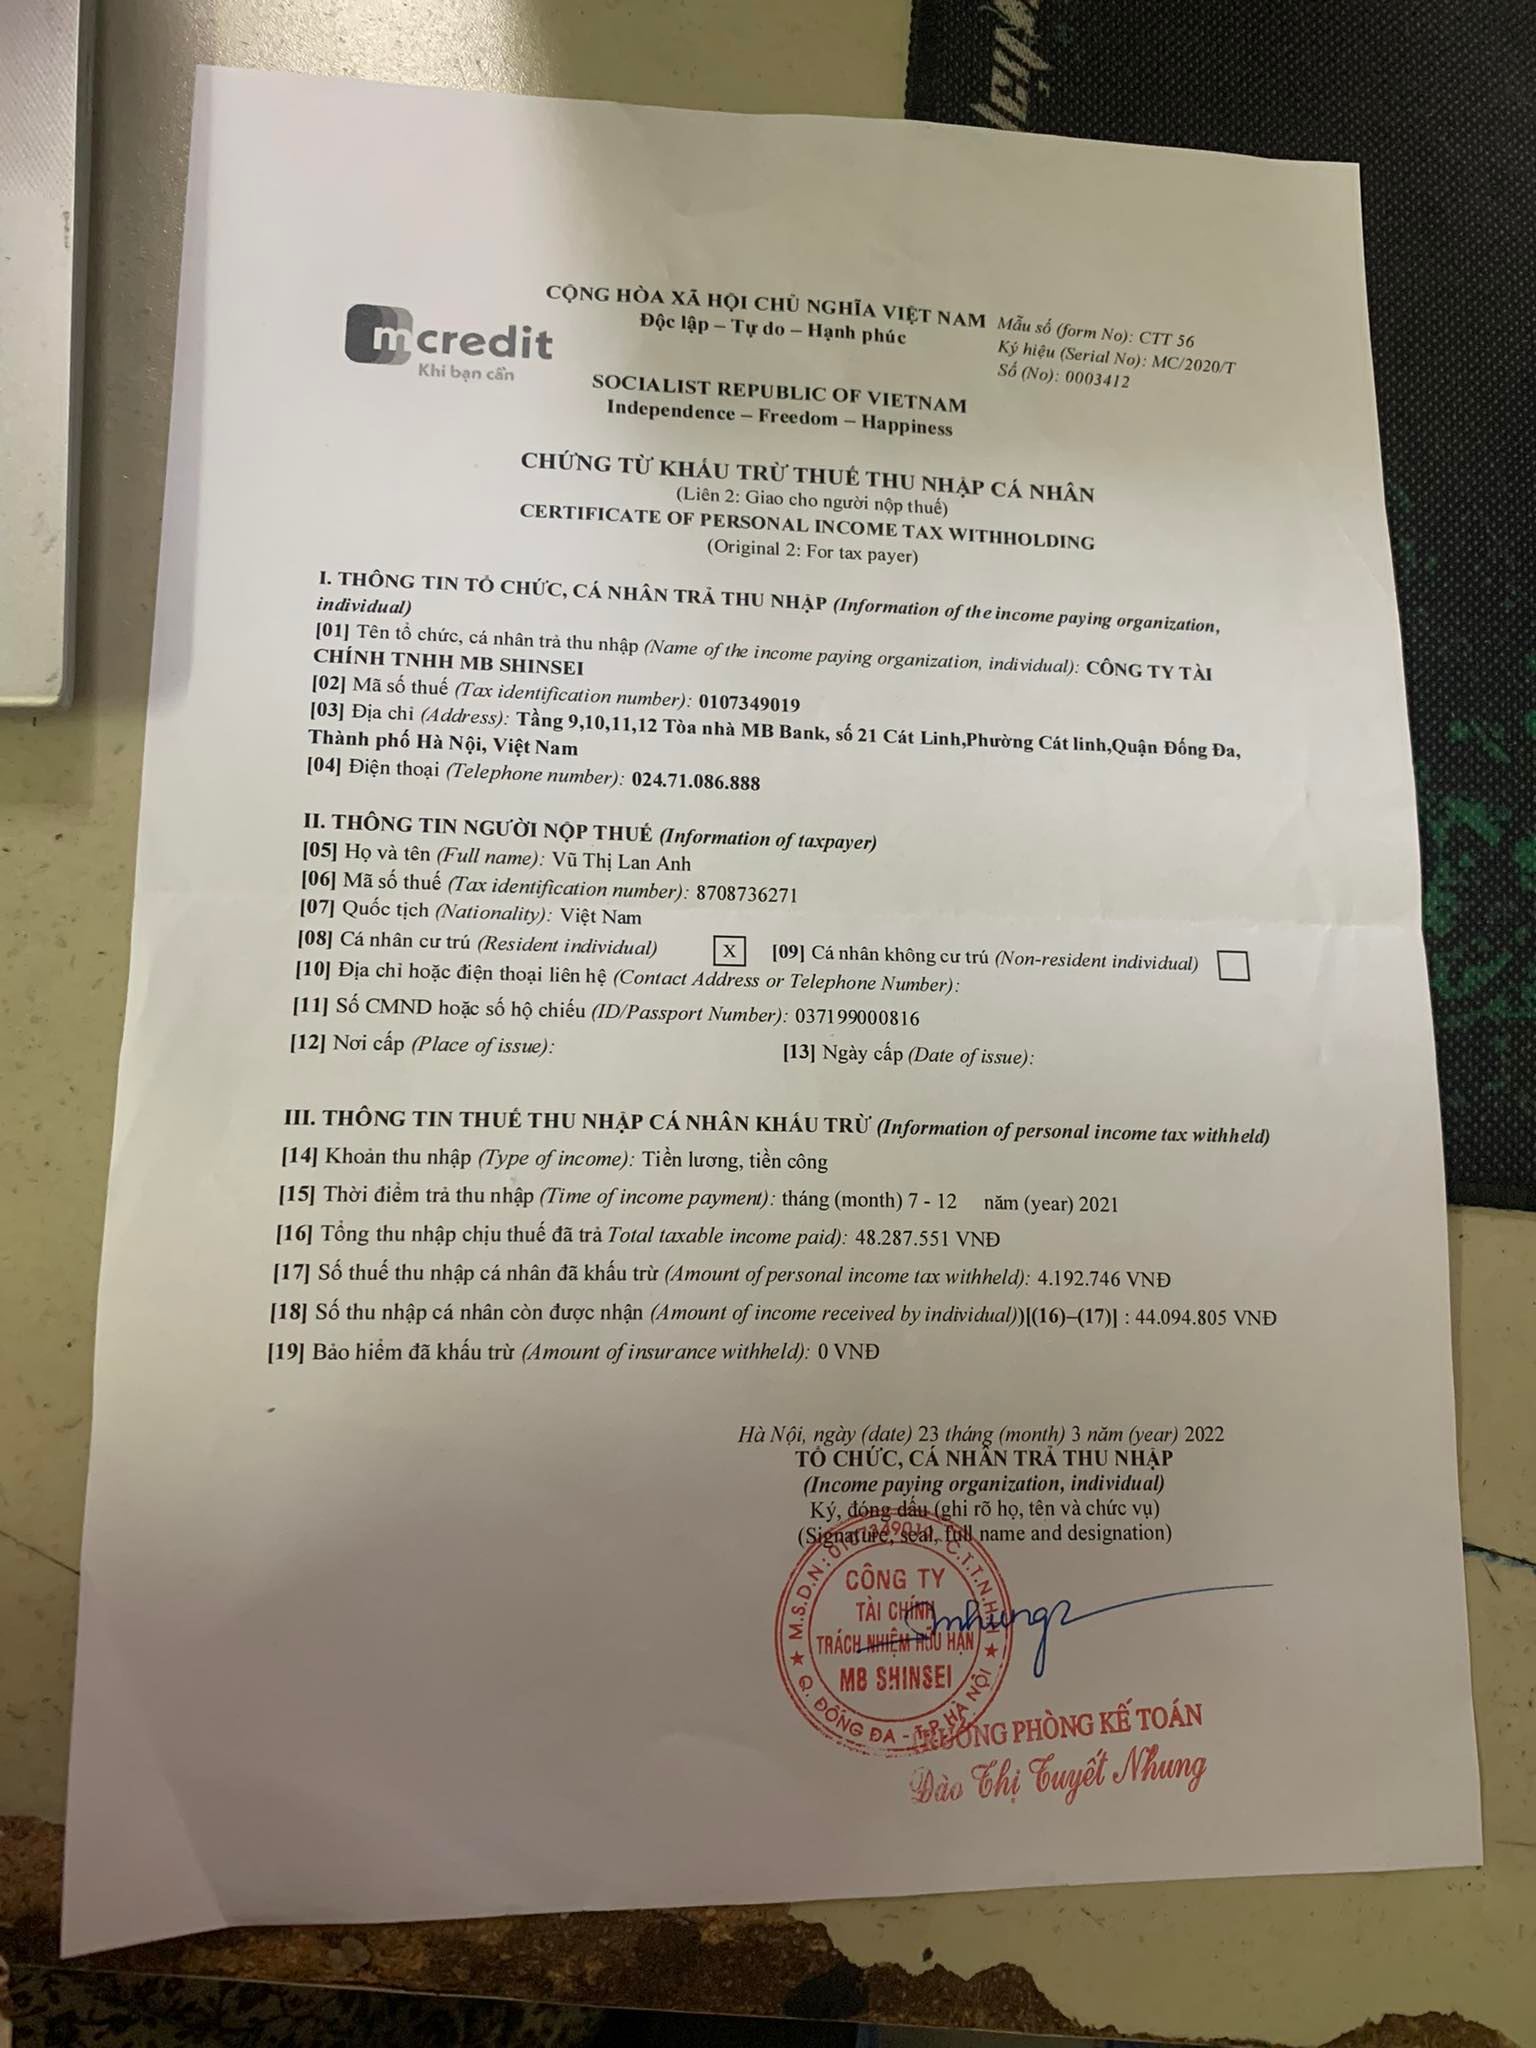 mcredit
Khi bạn cần
CỘNG HÒA XÃ HỘI CHỦ NGHĨA VIỆT NAM
Độc lập – Tự do – Hạnh phúc
Mẫu số (form No): CTT 56
Ký hiệu (Serial No): MC/2020/T
Số (No): 0003412
SOCIALIST REPUBLIC OF VIETNAM
Independence – Freedom – Happiness
CHỨNG TỪ KHẤU TRỪ THUẾ THU NHẬP CÁ NHÂN
(Liên 2: Giao cho người nộp thuế)
CERTIFICATE OF PERSONAL INCOME TAX WITHHOLDING
(Original 2: For tax payer)
I. THÔNG TIN TỔ CHỨC, CÁ NHÂN TRẢ THU NHẬP (Information of the income paying organization,
individual)
[01] Tên tổ chức, cá nhân trả thu nhập (Name of the income paying organization, individual): CÔNG TY TÀI
CHÍNH TNHH MB SHINSEI
[02] Mã số thuế (Tax identification number): 0107349019
[03] Địa chỉ (Address): Tầng 9,10,11,12 Tòa nhà MB Bank, số 21 Cát Linh,Phường Cát linh,Quận Đống Đa,
Thành phố Hà Nội, Việt Nam
[04] Điện thoại (Telephone number): 024.71.086.888
II. THÔNG TIN NGƯỜI NỘP THUẾ (Information of taxpayer)
[05] Họ và tên (Full name): Vũ Thị Lan Anh
[06] Mã số thuế (Tax identification number): 8708736271
[07] Quốc tịch (Nationality): Việt Nam
[08] Cá nhân cư trú (Resident individual) X [09] Cá nhân không cư trú (Non-resident individual)
[10] Địa chỉ hoặc điện thoại liên hệ (Contact Address or Telephone Number):
[11] Số CMND hoặc số hộ chiếu (ID/Passport Number): 037199000816
[12] Nơi cấp (Place of issue): [13] Ngày cấp (Date of issue):
III. THÔNG TIN THUẾ THU NHẬP CÁ NHÂN KHẤU TRỪ (Information of personal income tax withheld)
[14] Khoản thu nhập (Type of income): Tiền lương, tiền công
[15] Thời điểm trả thu nhập (Time of income payment): tháng (month) 7 - 12 năm (year) 2021
[16] Tổng thu nhập chịu thuế đã trả Total taxable income paid): 48.287.551 VNĐ
[17] Số thuế thu nhập cá nhân đã khấu trừ (Amount of personal income tax withheld): 4.192.746 VNĐ
[18] Số thu nhập cá nhân còn được nhận (Amount of income received by individual))[(16)–(17)] : 44.094.805 VNĐ
[19] Bảo hiểm đã khấu trừ (Amount of insurance withheld): 0 VNĐ
Hà Nội, ngày (date) 23 tháng (month) 3 năm (year) 2022
TỔ CHỨC, CÁ NHÂN TRẢ THU NHẬP
(Income paying organization, individual)
Ký, đóng dấu (ghi rõ họ, tên và chức vụ)
(Signature, seal, full name and designation)
M.S.D.N: 0107349019 - C.T.T.N.H.H
CÔNG TY
TÀI CHÍNH
TRÁCH NHIỆM HỮU HẠN
MB SHINSEI
Q. ĐỐNG ĐA - T.P HÀ NỘI
nhung
TRƯỞNG PHÒNG KẾ TOÁN
Đào Thị Tuyết Nhung